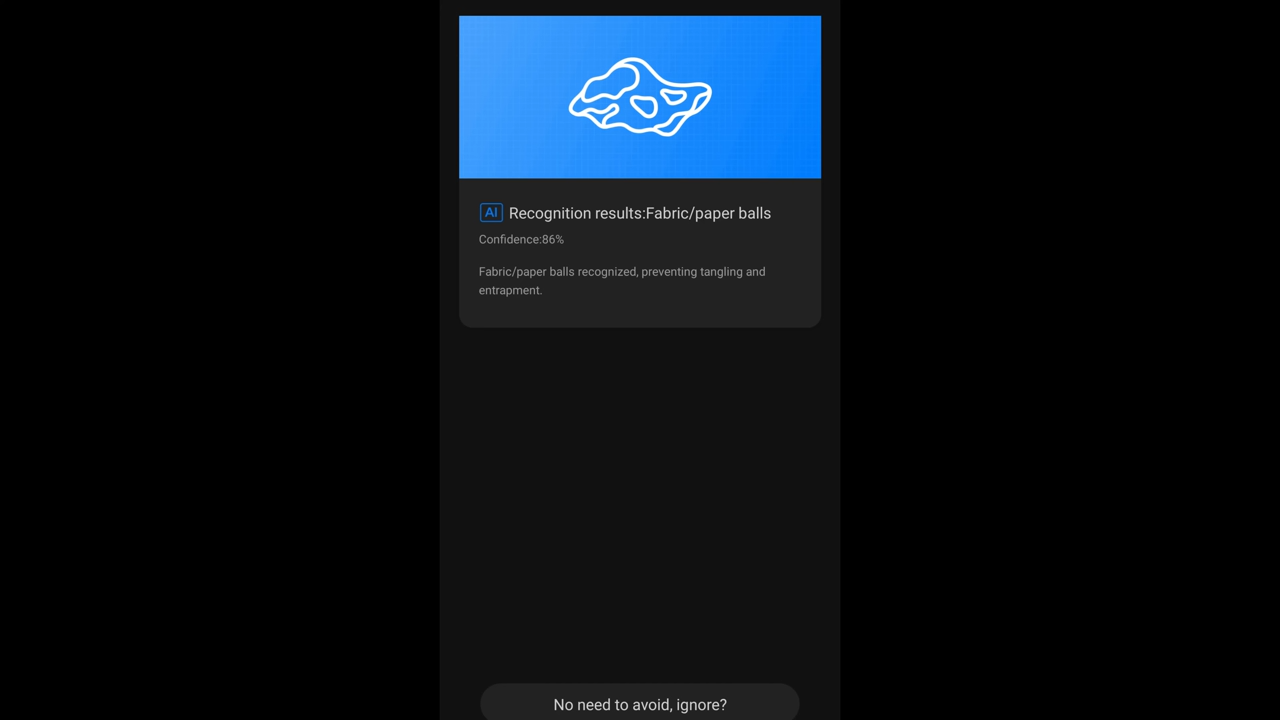 AI Recognition results:Fabric/paper balls
Confidence:86%
Fabric/paper balls recognized, preventing tangling and
entrapment.
No need to avoid, ignore?